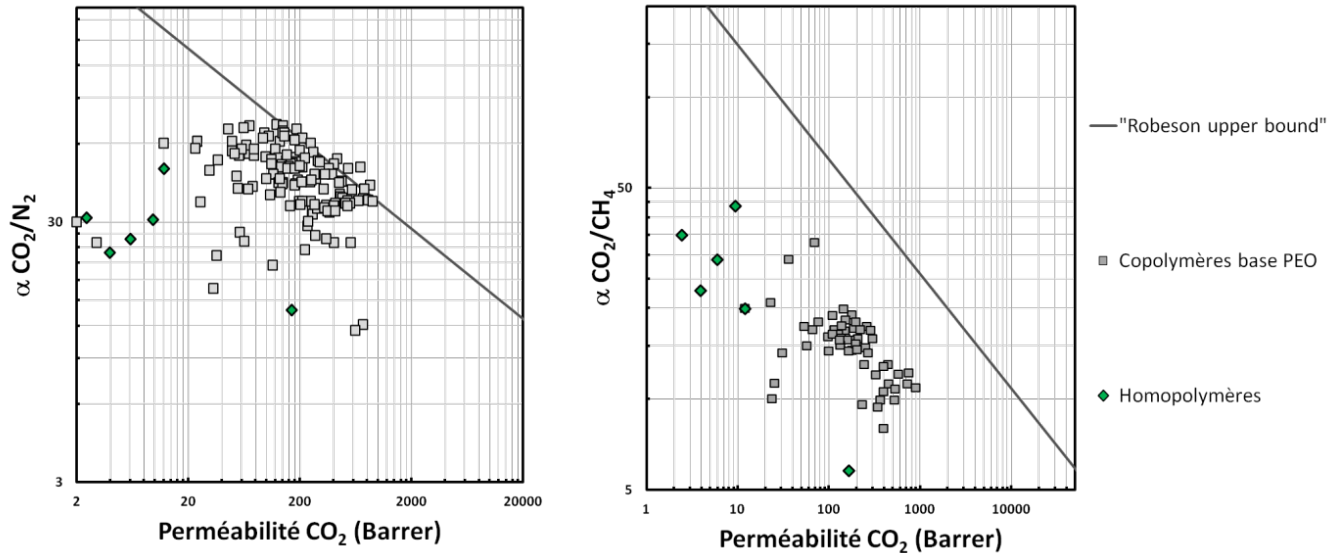 α CO₂/N₂
30
3
2
20
200
2000
20000
Perméabilité CO₂ (Barrer)
α CO₂/CH₄
50
5
1
10
100
1000
10000
Perméabilité CO₂ (Barrer)
"Robeson upper bound"
Copolymères base PEO
Homopolymères